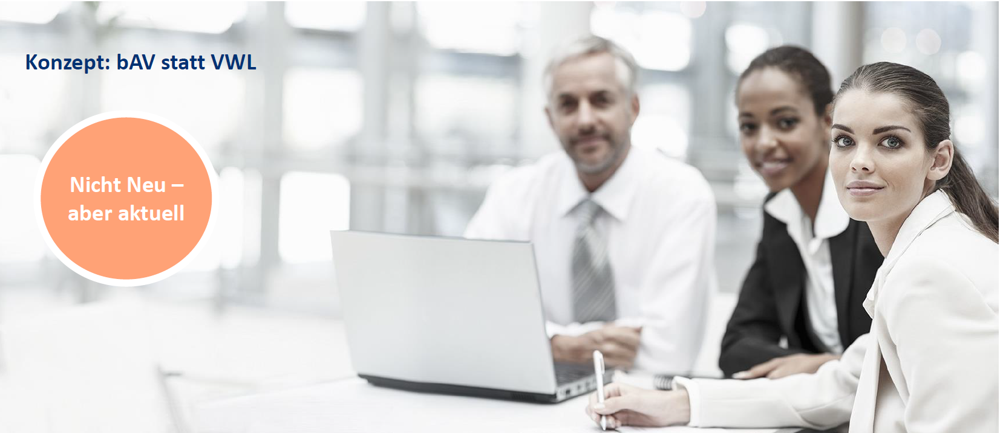 Konzept: bAV statt VWL
Nicht Neu –
aber aktuell